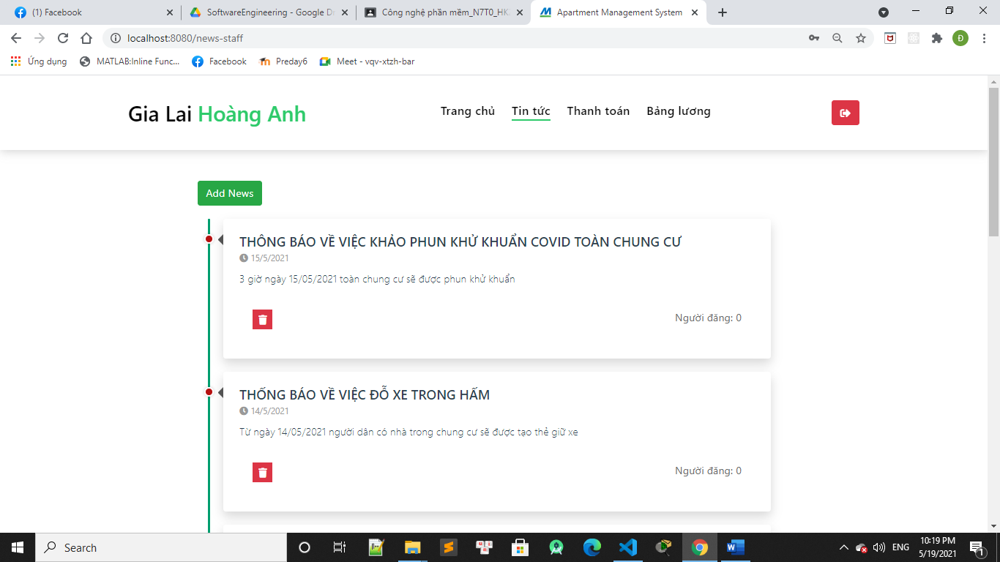 (1) Facebook
SoftwareEngineering - Google Dr
Công nghệ phần mềm_N7T0_HK
Apartment Management System
localhost:8080/news-staff
Đ
Ứng dụng
MATLAB:Inline Func...
Facebook
Preday6
Meet - vqv-xtzh-bar
Gia Lai Hoàng Anh
Trang chủ
Tin tức
Thanh toán
Bảng lương
Add News
THÔNG BÁO VỀ VIỆC KHẢO PHUN KHỬ KHUẨN COVID TOÀN CHUNG CƯ
15/5/2021
3 giờ ngày 15/05/2021 toàn chung cư sẽ được phun khử khuẩn
Người đăng: 0
THỐNG BÁO VỀ VIỆC ĐỖ XE TRONG HẤM
14/5/2021
Từ ngày 14/05/2021 người dân có nhà trong chung cư sẽ được tạo thẻ giữ xe
Người đăng: 0
Search
ENG
10:19 PM
5/19/2021
1